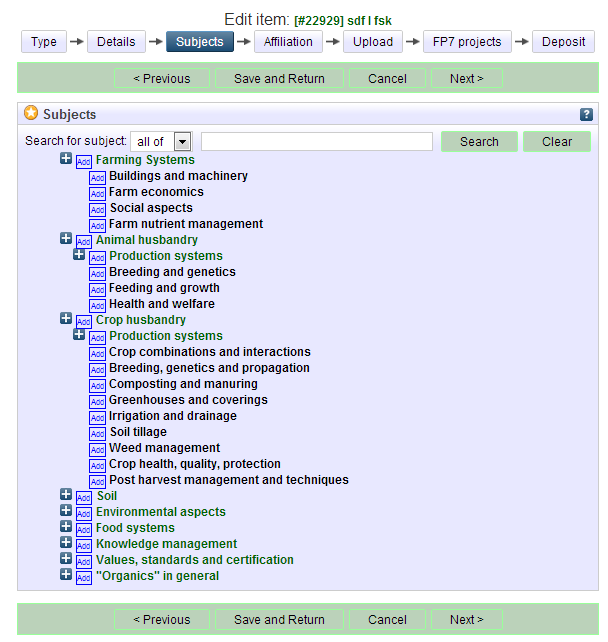 Edit item: [#22929] sdf l fsk
Type Details Subjects Affiliation Upload FP7 projects Deposit
< Previous Save and Return Cancel Next >
Subjects ?
Search for subject: all of Search Clear
Add Farming Systems
Add Buildings and machinery
Add Farm economics
Add Social aspects
Add Farm nutrient management
Add Animal husbandry
Add Production systems
Add Breeding and genetics
Add Feeding and growth
Add Health and welfare
Add Crop husbandry
Add Production systems
Add Crop combinations and interactions
Add Breeding, genetics and propagation
Add Composting and manuring
Add Greenhouses and coverings
Add Irrigation and drainage
Add Soil tillage
Add Weed management
Add Crop health, quality, protection
Add Post harvest management and techniques
Add Soil
Add Environmental aspects
Add Food systems
Add Knowledge management
Add Values, standards and certification
Add "Organics" in general
< Previous Save and Return Cancel Next >